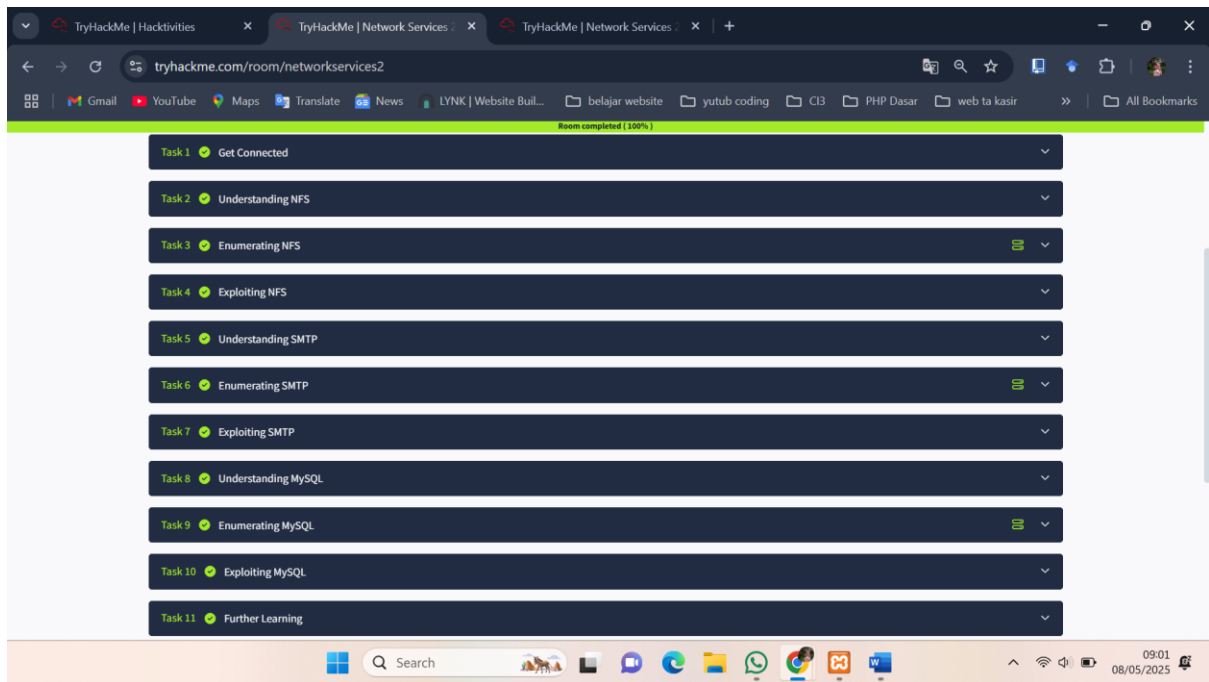 TryHackMe | Hacktivities
TryHackMe | Network Services 2
TryHackMe | Network Services 2
tryhackme.com/room/networkservices2
Gmail YouTube Maps Translate News LYNK | Website Buil... belajar website yutub coding CI3 PHP Dasar web ta kasir » All Bookmarks
Room completed ( 100% )
Task 1 Get Connected
Task 2 Understanding NFS
Task 3 Enumerating NFS
Task 4 Exploiting NFS
Task 5 Understanding SMTP
Task 6 Enumerating SMTP
Task 7 Exploiting SMTP
Task 8 Understanding MySQL
Task 9 Enumerating MySQL
Task 10 Exploiting MySQL
Task 11 Further Learning
Search
09:01
08/05/2025